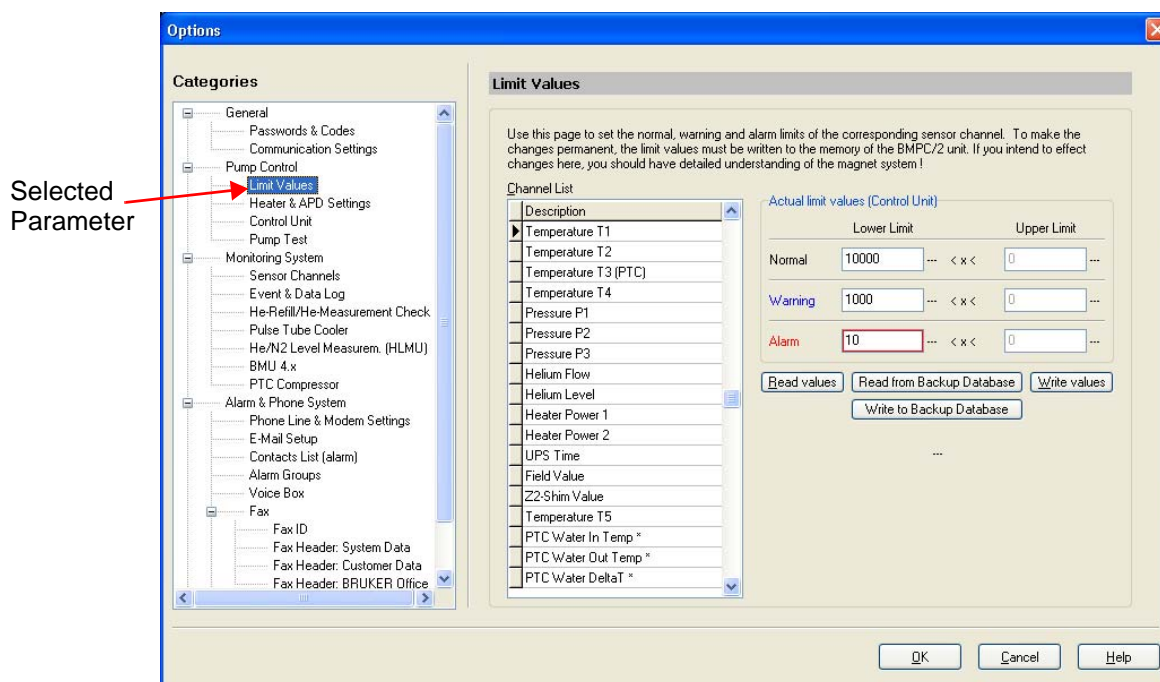 Options
Categories
General
Passwords & Codes
Communication Settings
Pump Control
Limit Values
Heater & APD Settings
Control Unit
Pump Test
Monitoring System
Sensor Channels
Event & Data Log
He-Refill/He-Measurement Check
Pulse Tube Cooler
He/N2 Level Measurem. (HLMU)
BMU 4.x
PTC Compressor
Alarm & Phone System
Phone Line & Modem Settings
E-Mail Setup
Contacts List (alarm)
Alarm Groups
Voice Box
Fax
Fax ID
Fax Header: System Data
Fax Header: Customer Data
Fax Header: BRUKER Office
Selected
Parameter
Limit Values
Use this page to set the normal, warning and alarm limits of the corresponding sensor channel. To make the
changes permanent, the limit values must be written to the memory of the BMPC/2 unit. If you intend to effect
changes here, you should have detailed understanding of the magnet system !
Channel List
Description
Temperature T1
Temperature T2
Temperature T3 (PTC)
Temperature T4
Pressure P1
Pressure P2
Pressure P3
Helium Flow
Helium Level
Heater Power 1
Heater Power 2
UPS Time
Field Value
Z2-Shim Value
Temperature T5
PTC Water In Temp *
PTC Water Out Temp *
PTC Water DeltaT *
Actual limit values (Control Unit)
Lower Limit Upper Limit
Normal 10000 --- < x < 0 ---
Warning 1000 --- < x < 0 ---
Alarm 10 --- < x < 0 ---
Read values Read from Backup Database Write values
Write to Backup Database
---
OK Cancel Help